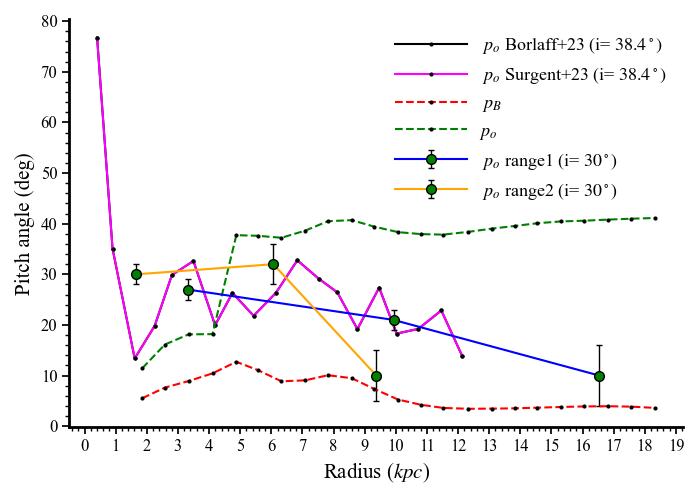 80
70
60
50
40
30
20
10
0
Pitch angle (deg)
p_o Borlaff+23 (i= 38.4°)
p_o Surgent+23 (i= 38.4°)
p_B
p_o
p_o range1 (i= 30°)
p_o range2 (i= 30°)
0 1 2 3 4 5 6 7 8 9 10 11 12 13 14 15 16 17 18 19
Radius (kpc)